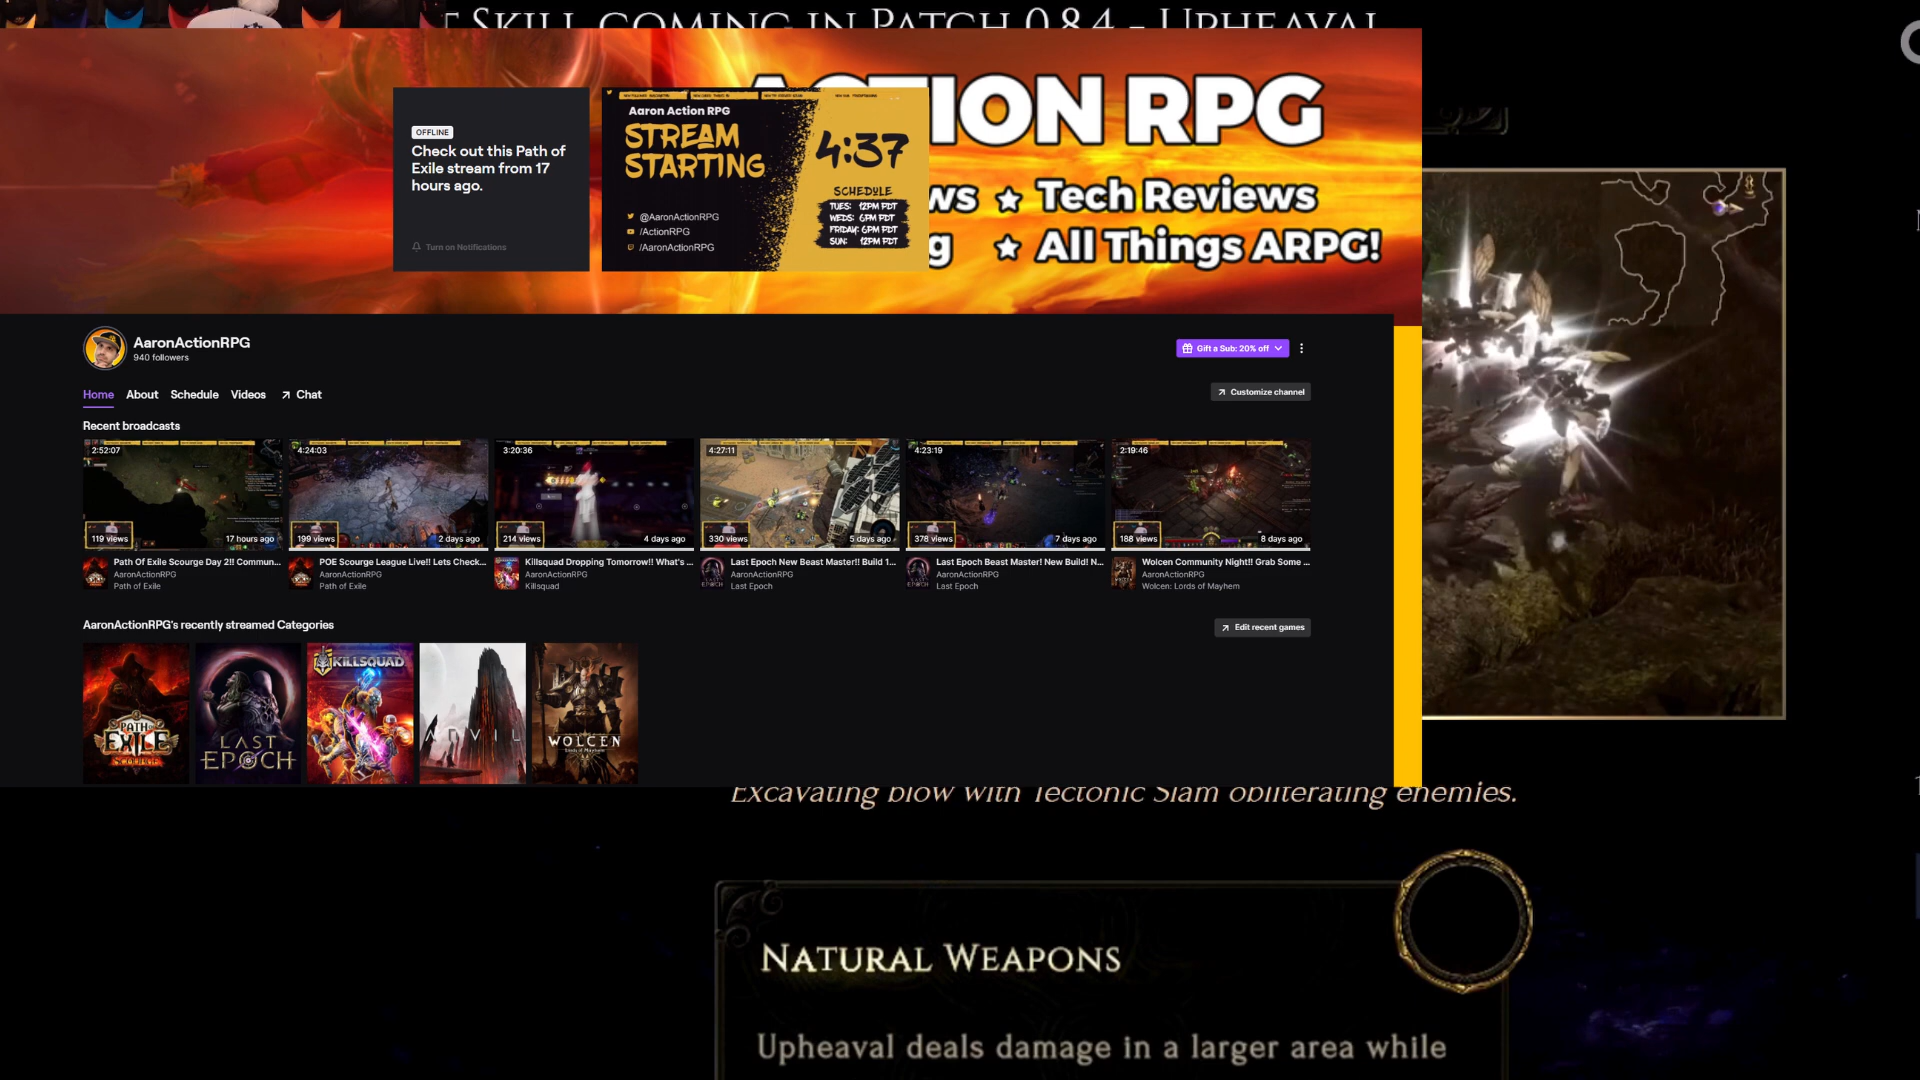 Skill coming in Patch 0.8.4 - Upheaval
ACTION RPG
Tech Reviews
All Things ARPG!
OFFLINE
Check out this Path of
Exile stream from 17
hours ago.
Turn on Notifications
Aaron Action RPG
STREAM
STARTING
4:37
SCHEDULE
TUES: 12PM PDT
WEDS: 6PM PDT
FRIDAY: 6PM PDT
SUN: 12PM PDT
@AaronActionRPG
/ActionRPG
/AaronActionRPG
AaronActionRPG
940 followers
Gift a Sub: 20% off
Home About Schedule Videos Chat
Customize channel
Recent broadcasts
2:52:07
119 views 17 hours ago
Path Of Exile Scourge Day 2!! Commun...
AaronActionRPG
Path of Exile
4:24:03
199 views 2 days ago
POE Scourge League Live!! Lets Check...
AaronActionRPG
Path of Exile
3:20:36
214 views 4 days ago
Killsquad Dropping Tomorrow!! What's ...
AaronActionRPG
Killsquad
4:27:11
330 views 5 days ago
Last Epoch New Beast Master!! Build 1...
AaronActionRPG
Last Epoch
4:23:19
378 views 7 days ago
Last Epoch Beast Master! New Build! N...
AaronActionRPG
Last Epoch
2:19:46
188 views 8 days ago
Wolcen Community Night!! Grab Some ...
AaronActionRPG
Wolcen: Lords of Mayhem
AaronActionRPG's recently streamed Categories
Edit recent games
PATH OF EXILE SCOURGE
LAST EPOCH
KILLSQUAD
ANVIL
WOLCEN
Lords of Mayhem
Excavating blow with Tectonic Slam obliterating enemies.
Natural Weapons
Upheaval deals damage in a larger area while